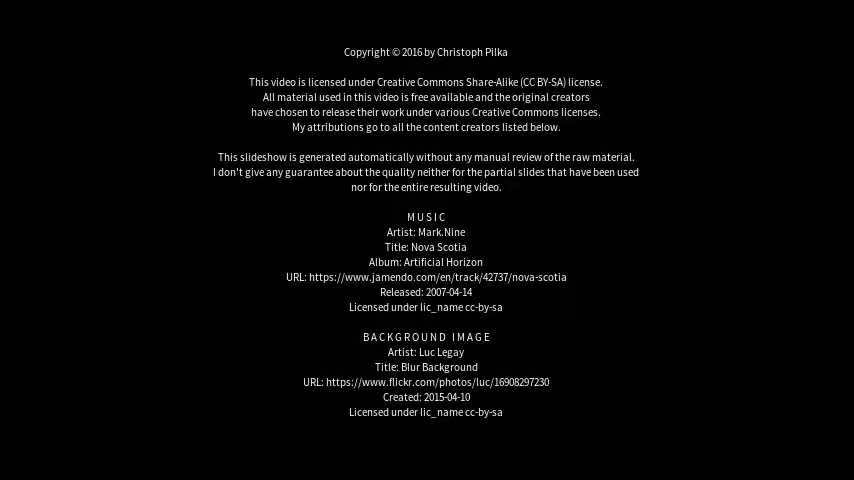 Copyright © 2016 by Christoph Pilka
This video is licensed under Creative Commons Share-Alike (CC BY-SA) license.
All material used in this video is free available and the original creators
have chosen to release their work under various Creative Commons licenses.
My attributions go to all the content creators listed below.
This slideshow is generated automatically without any manual review of the raw material.
I don't give any guarantee about the quality neither for the partial slides that have been used
nor for the entire resulting video.
M U S I C
Artist: Mark.Nine
Title: Nova Scotia
Album: Artificial Horizon
URL: https://www.jamendo.com/en/track/42737/nova-scotia
Released: 2007-04-14
Licensed under lic_name cc-by-sa
B A C K G R O U N D   I M A G E
Artist: Luc Legay
Title: Blur Background
URL: https://www.flickr.com/photos/luc/16908297230
Created: 2015-04-10
Licensed under lic_name cc-by-sa